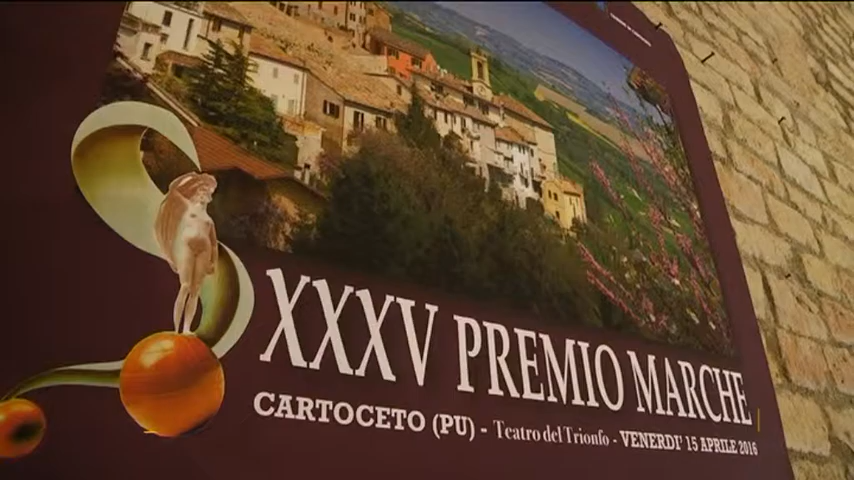 XXXV PREMIO MARCHE
CARTOCETO (PU) - Teatro del Trionfo - VENERDI' 15 APRILE 2016